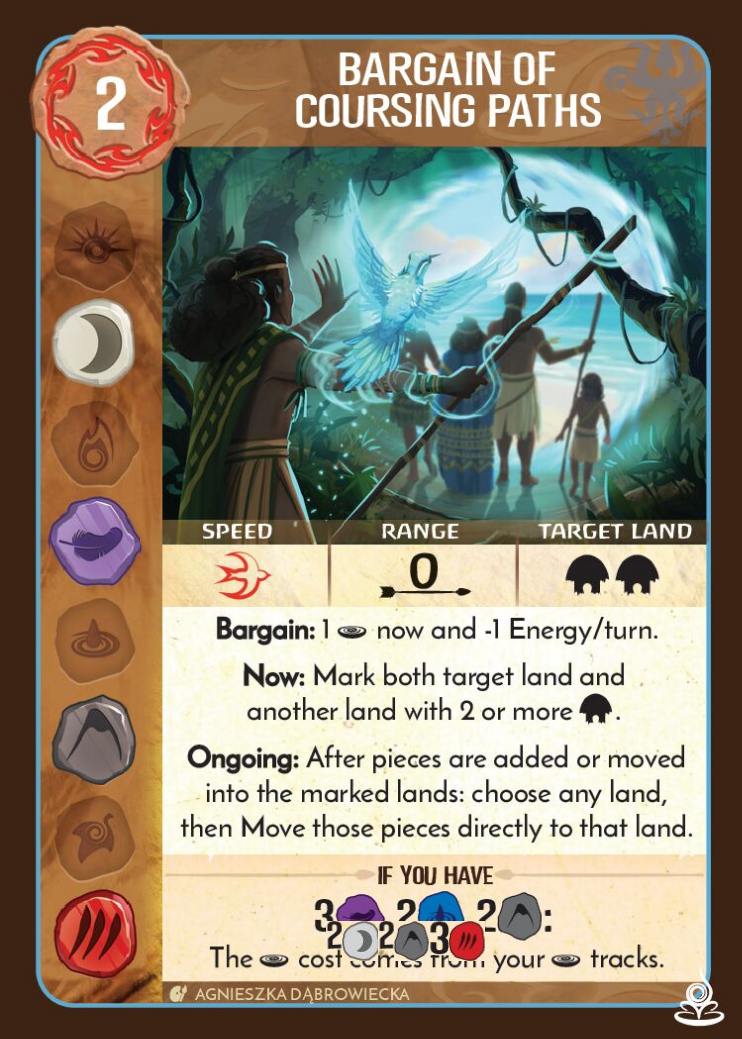 2
BARGAIN OF
COURSING PATHS
SPEED RANGE TARGET LAND
0
Bargain: 1 now and -1 Energy/turn.
Now: Mark both target land and
another land with 2 or more .
Ongoing: After pieces are added or moved
into the marked lands: choose any land,
then Move those pieces directly to that land.
IF YOU HAVE
3 2 2 :
2 2 3
The cost comes from your tracks.
AGNIESZKA DĄBROWIECKA